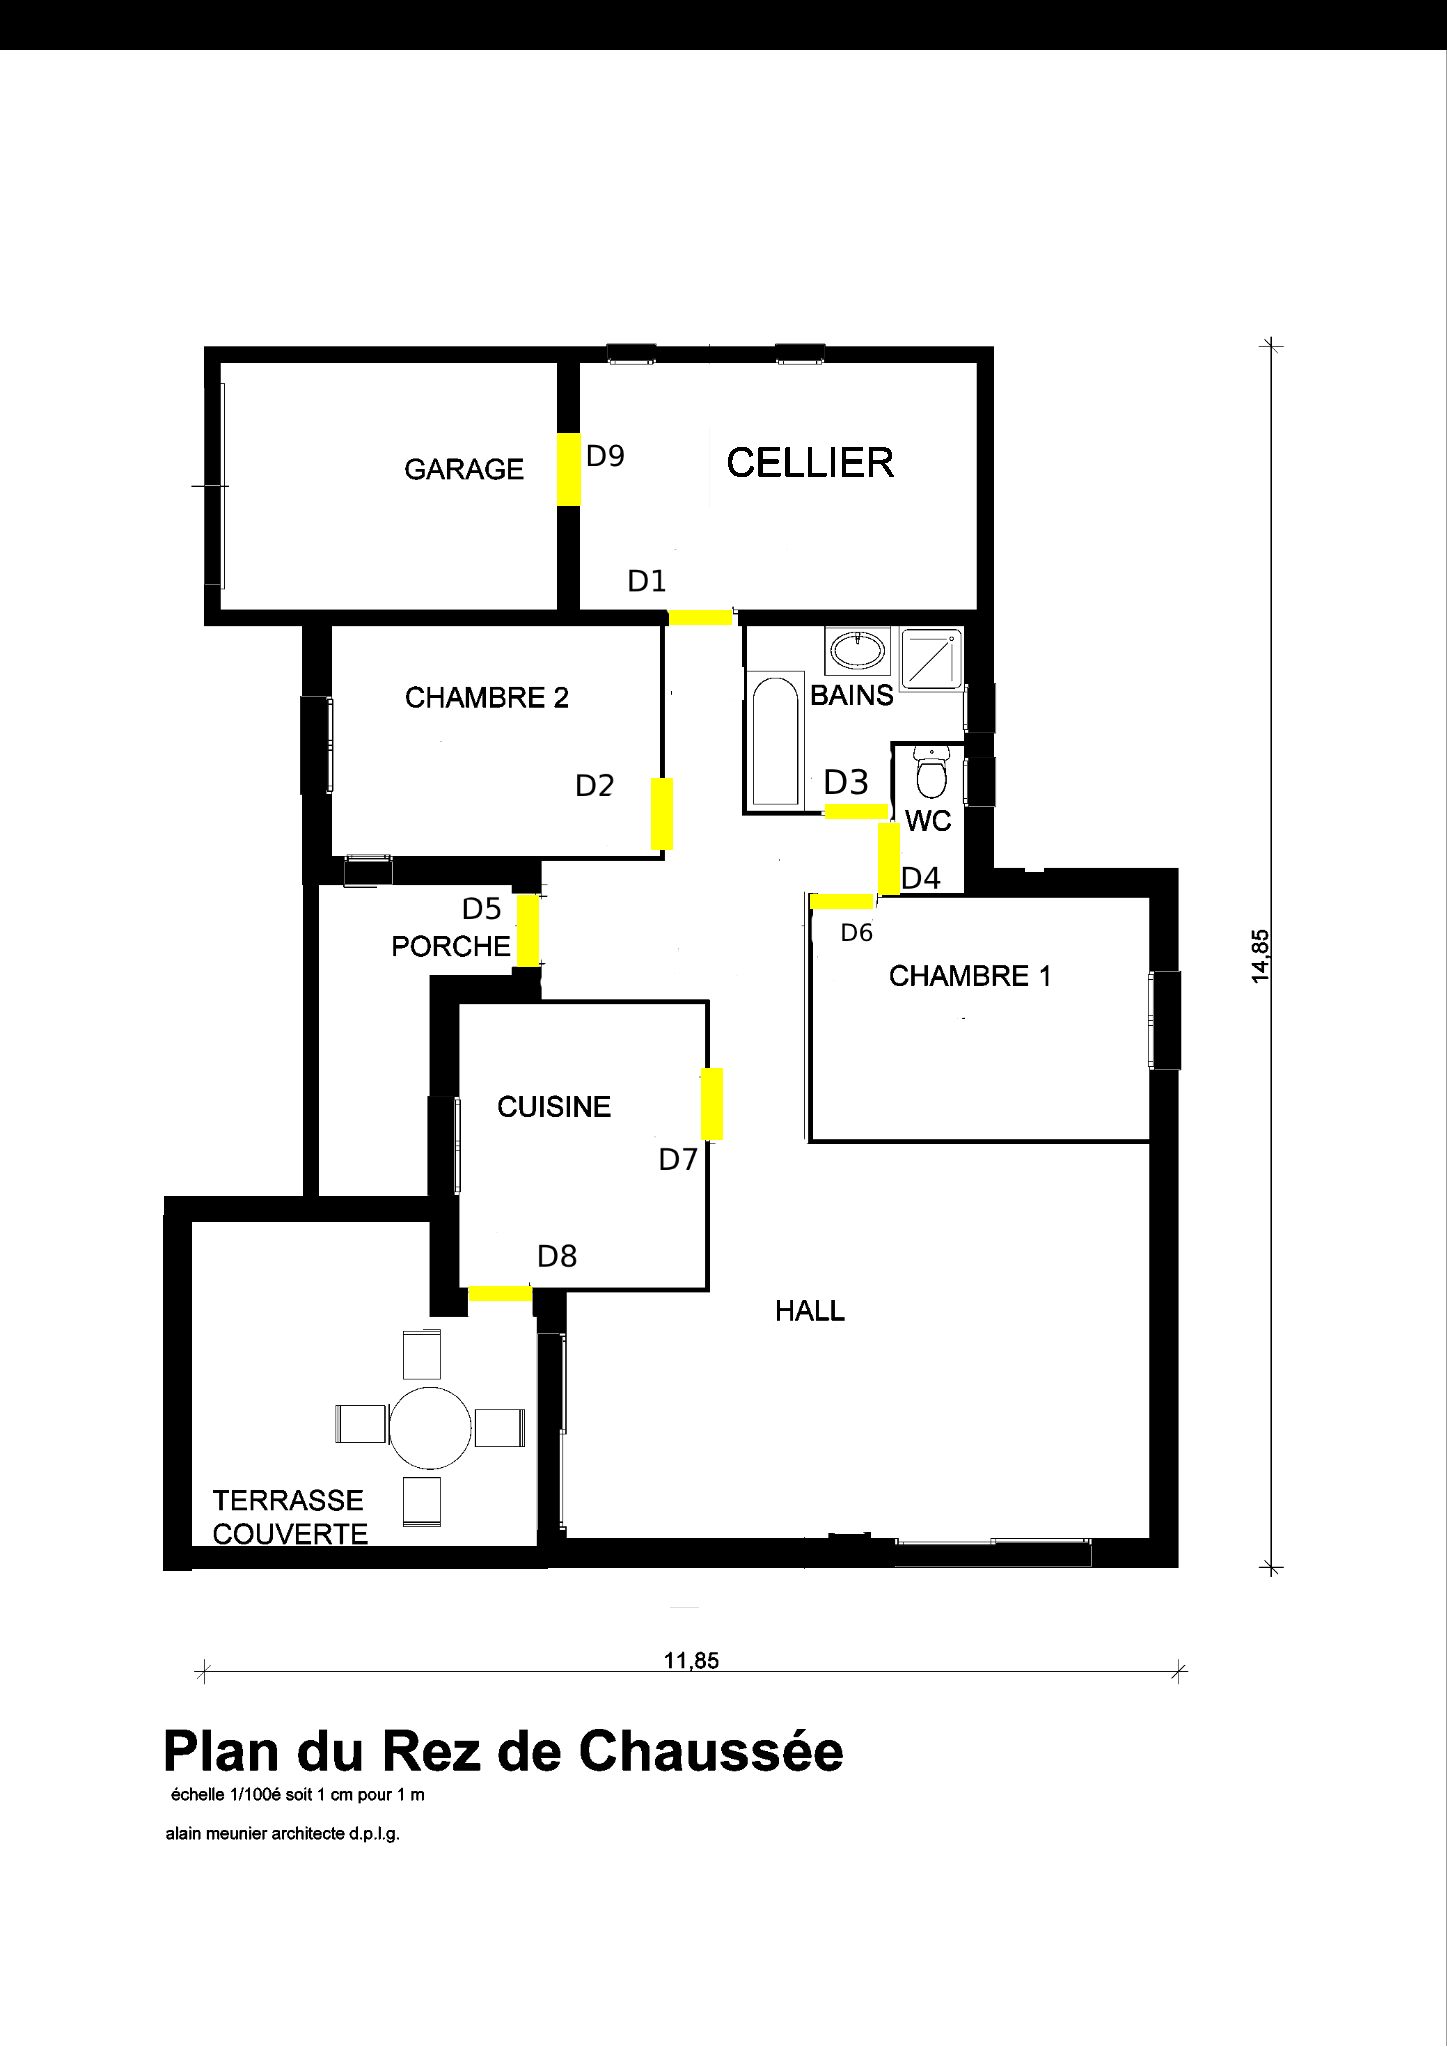 D9
GARAGE
CELLIER
D1
CHAMBRE 2
BAINS
D2
D3
WC
D4
D5
D6
PORCHE
CHAMBRE 1
14,85
CUISINE
D7
D8
HALL
TERRASSE
COUVERTE
11,85
Plan du Rez de Chaussée
échelle 1/100é soit 1 cm pour 1 m
alain meunier architecte d.p.l.g.